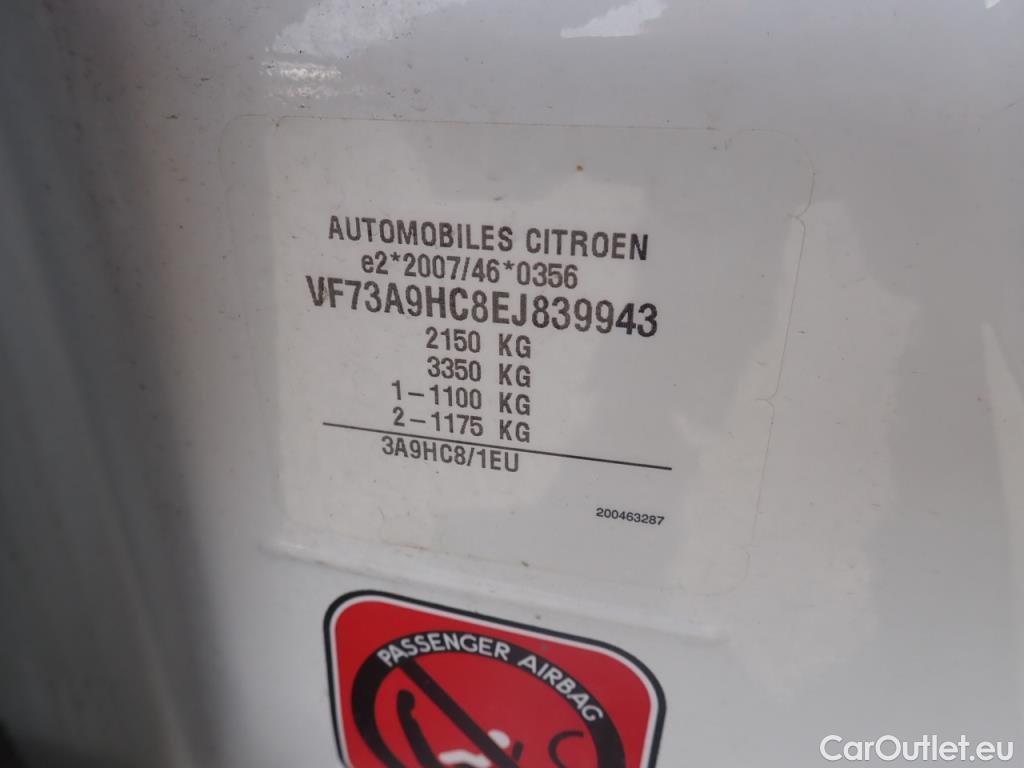 AUTOMOBILES CITROEN
e2*2007/46*0356
VF73A9HC8EJ839943
2150 KG
3350 KG
1-1100 KG
2-1175 KG
3A9HC8/1EU
200463287
PASSENGER AIRBAG
CarOutlet.eu